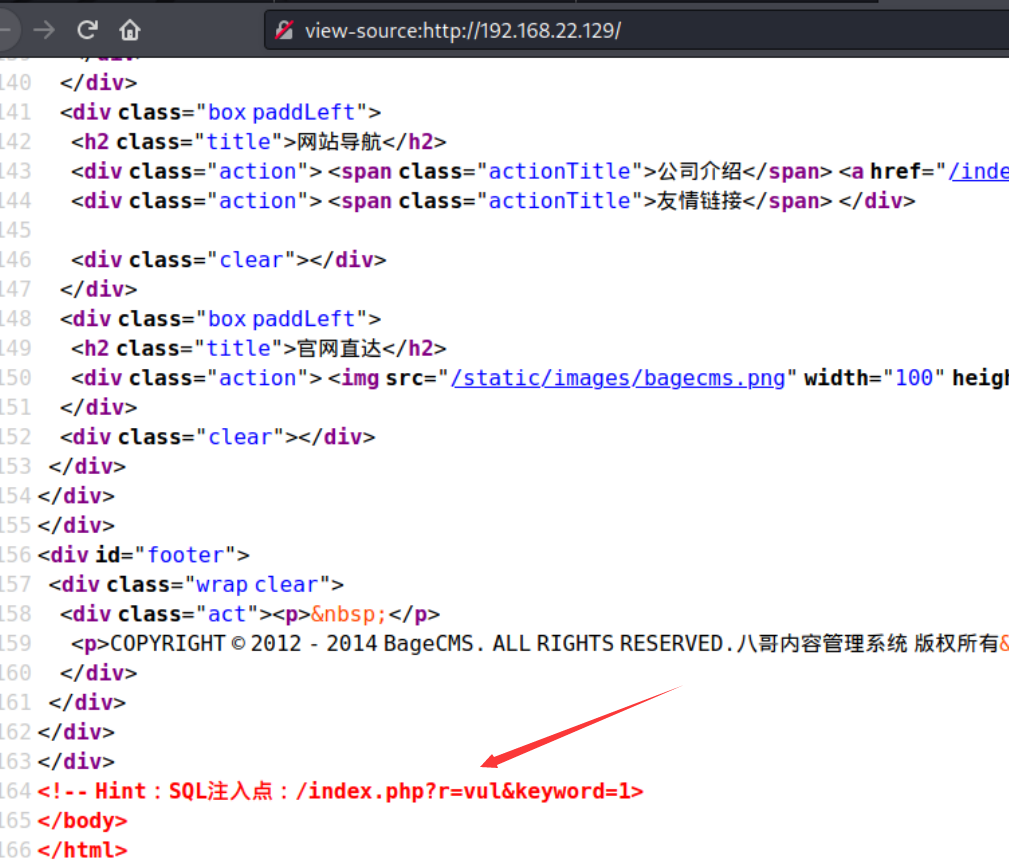 view-source:http://192.168.22.129/
140 </div>
141 <div class="box paddLeft">
142 <h2 class="title">网站导航</h2>
143 <div class="action"> <span class="actionTitle">公司介绍</span> <a href="/inde
144 <div class="action"> <span class="actionTitle">友情链接</span> </div>
145
146 <div class="clear"></div>
147 </div>
148 <div class="box paddLeft">
149 <h2 class="title">官网直达</h2>
150 <div class="action"> <img src="/static/images/bagecms.png" width="100" heigh
151 </div>
152 <div class="clear"></div>
153 </div>
154 </div>
155 </div>
156 <div id="footer">
157 <div class="wrap clear">
158 <div class="act"><p>&nbsp;</p>
159 <p>COPYRIGHT © 2012 - 2014 BageCMS. ALL RIGHTS RESERVED.八哥内容管理系统 版权所有&
160 </div>
161 </div>
162 </div>
163 </div>
164 <!-- Hint：SQL注入点：/index.php?r=vul&keyword=1>
165 </body>
166 </html>